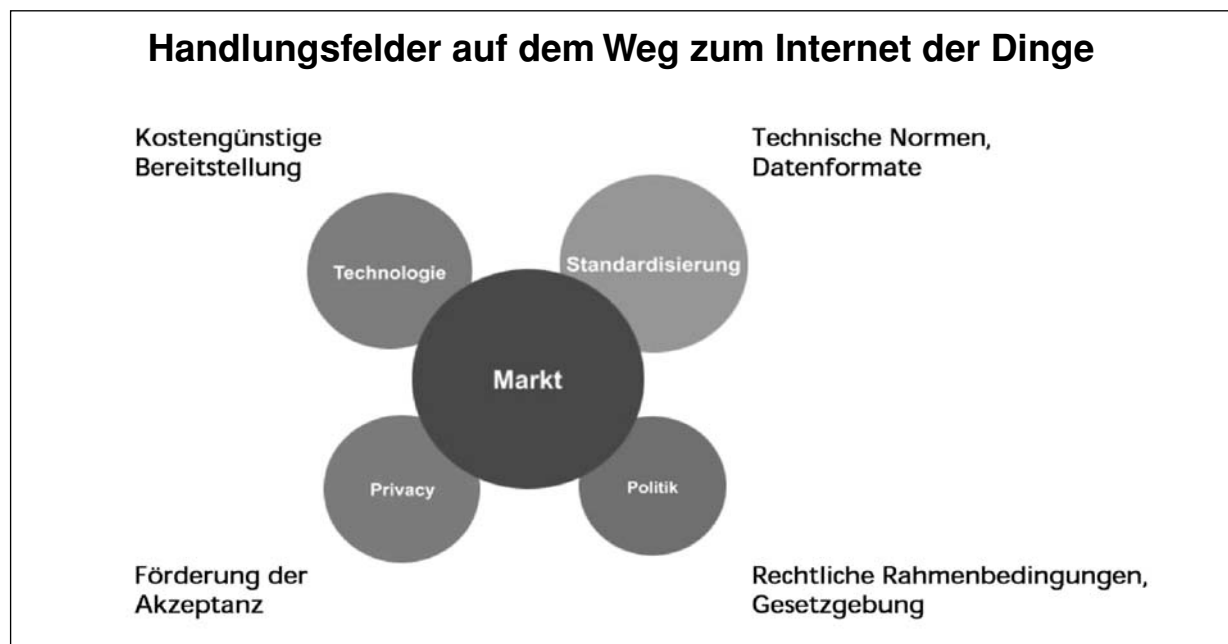 Handlungsfelder auf dem Weg zum Internet der Dinge
Kostengünstige
Bereitstellung
Technische Normen,
Datenformate
Technologie
Standardisierung
Markt
Privacy
Politik
Förderung der
Akzeptanz
Rechtliche Rahmenbedingungen,
Gesetzgebung